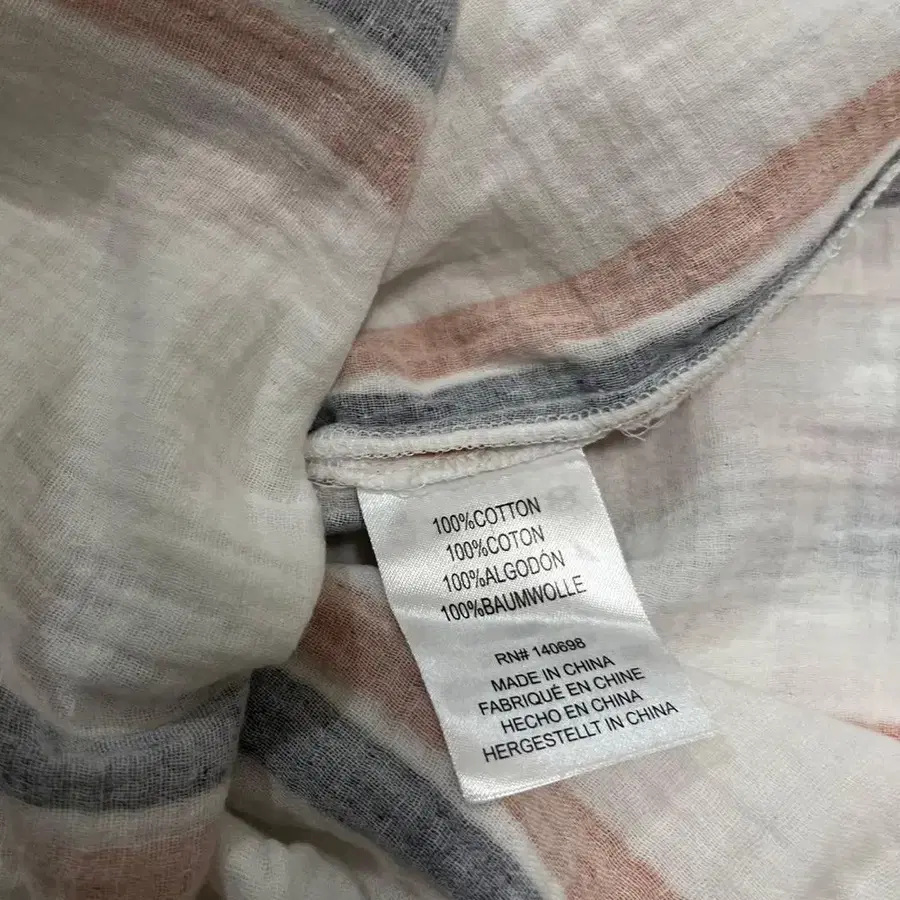 100%COTTON
100%COTON
100%ALGODÓN
100%BAUMWOLLE
RN# 140698
MADE IN CHINA
FABRIQUÉ EN CHINE
HECHO EN CHINA
HERGESTELLT IN CHINA